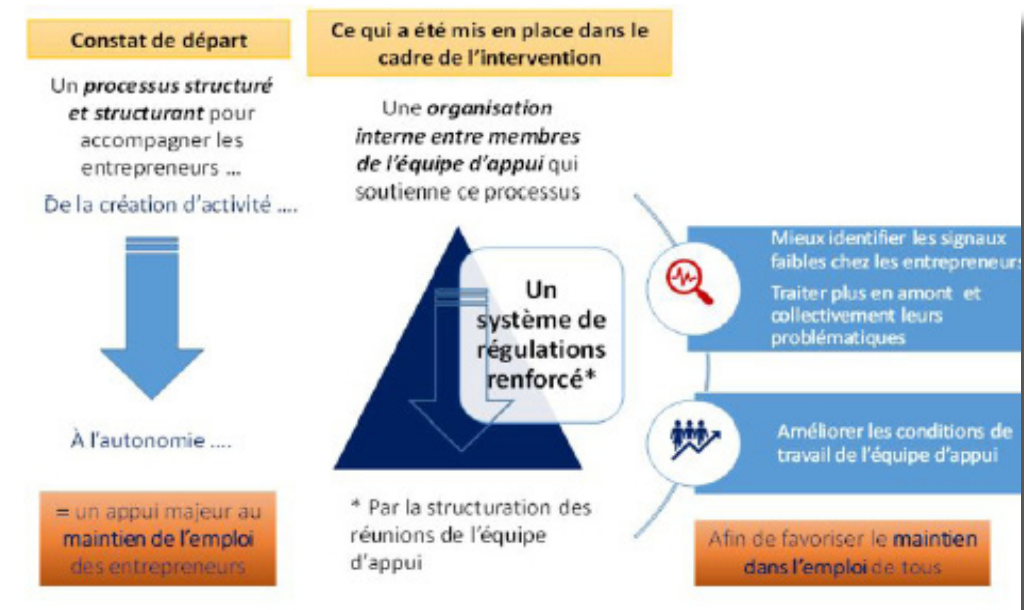 Constat de départ
Un processus structuré
et structurant pour
accompagner les
entrepreneurs ...
De la création d'activité ....
À l'autonomie ....
= un appui majeur au
maintien de l'emploi
des entrepreneurs
Ce qui a été mis en place dans le
cadre de l'intervention
Une organisation
interne entre membres
de l'équipe d'appui qui
soutienne ce processus
Un
système de
régulations
renforcé*
* Par la structuration des
réunions de l'équipe
d'appui
Mieux identifier les signaux
faibles chez les entrepreneurs
Traiter plus en amont et
collectivement leurs
problématiques
Améliorer les conditions de
travail de l'équipe d'appui
Afin de favoriser le maintien
dans l'emploi de tous